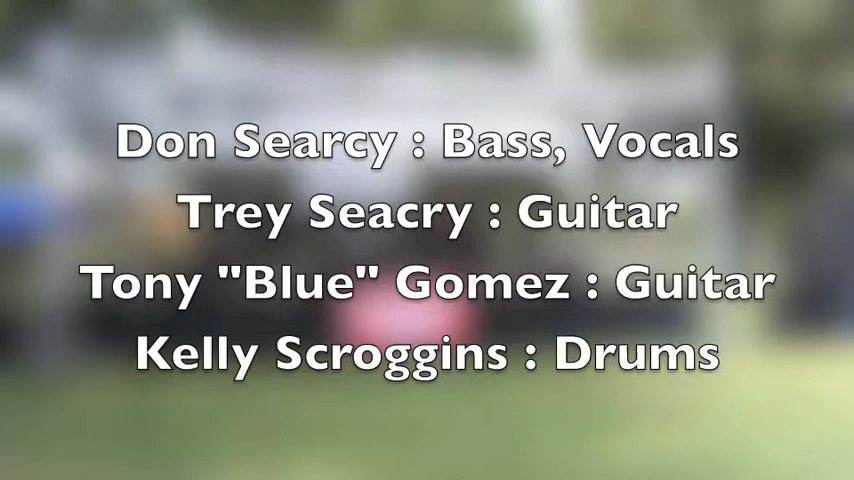 Don Searcy : Bass, Vocals
Trey Seacry : Guitar
Tony "Blue" Gomez : Guitar
Kelly Scroggins : Drums